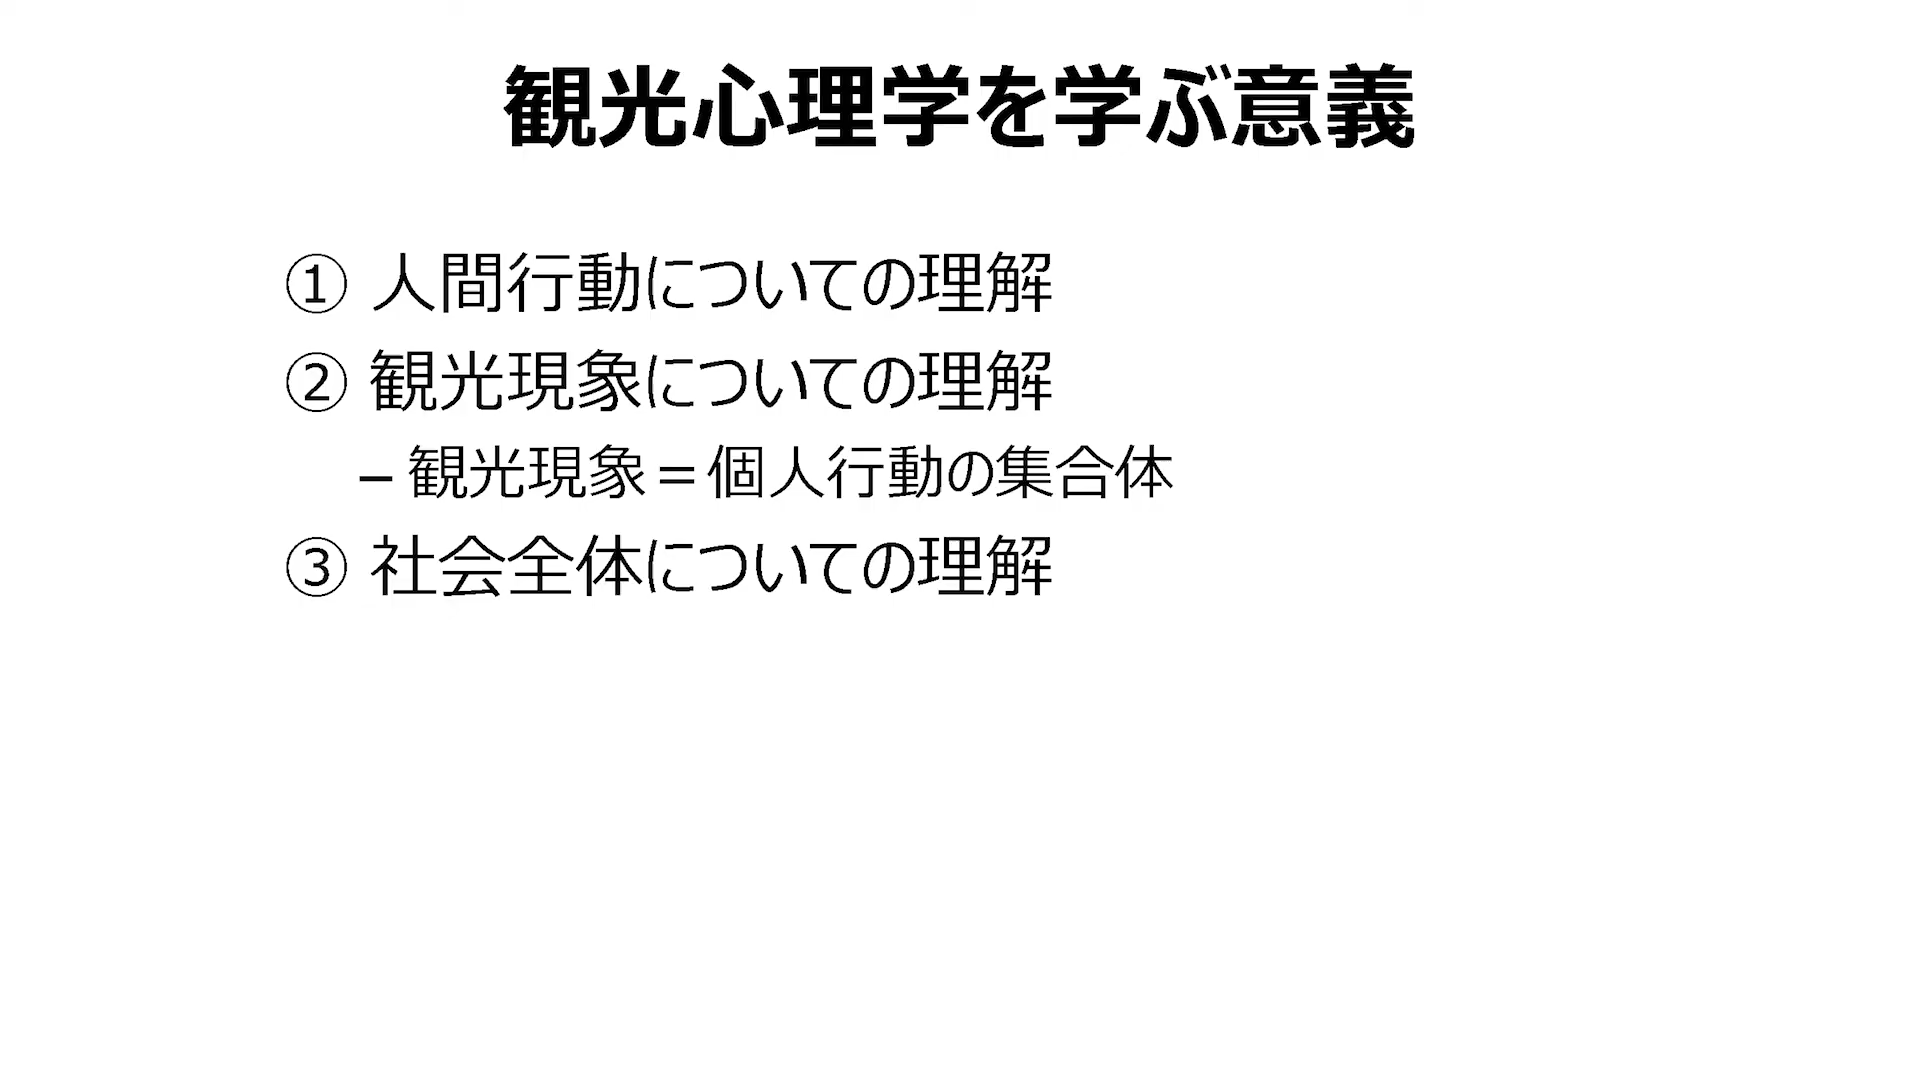 観光心理学を学ぶ意義
① 人間行動についての理解
② 観光現象についての理解
– 観光現象＝個人行動の集合体
③ 社会全体についての理解